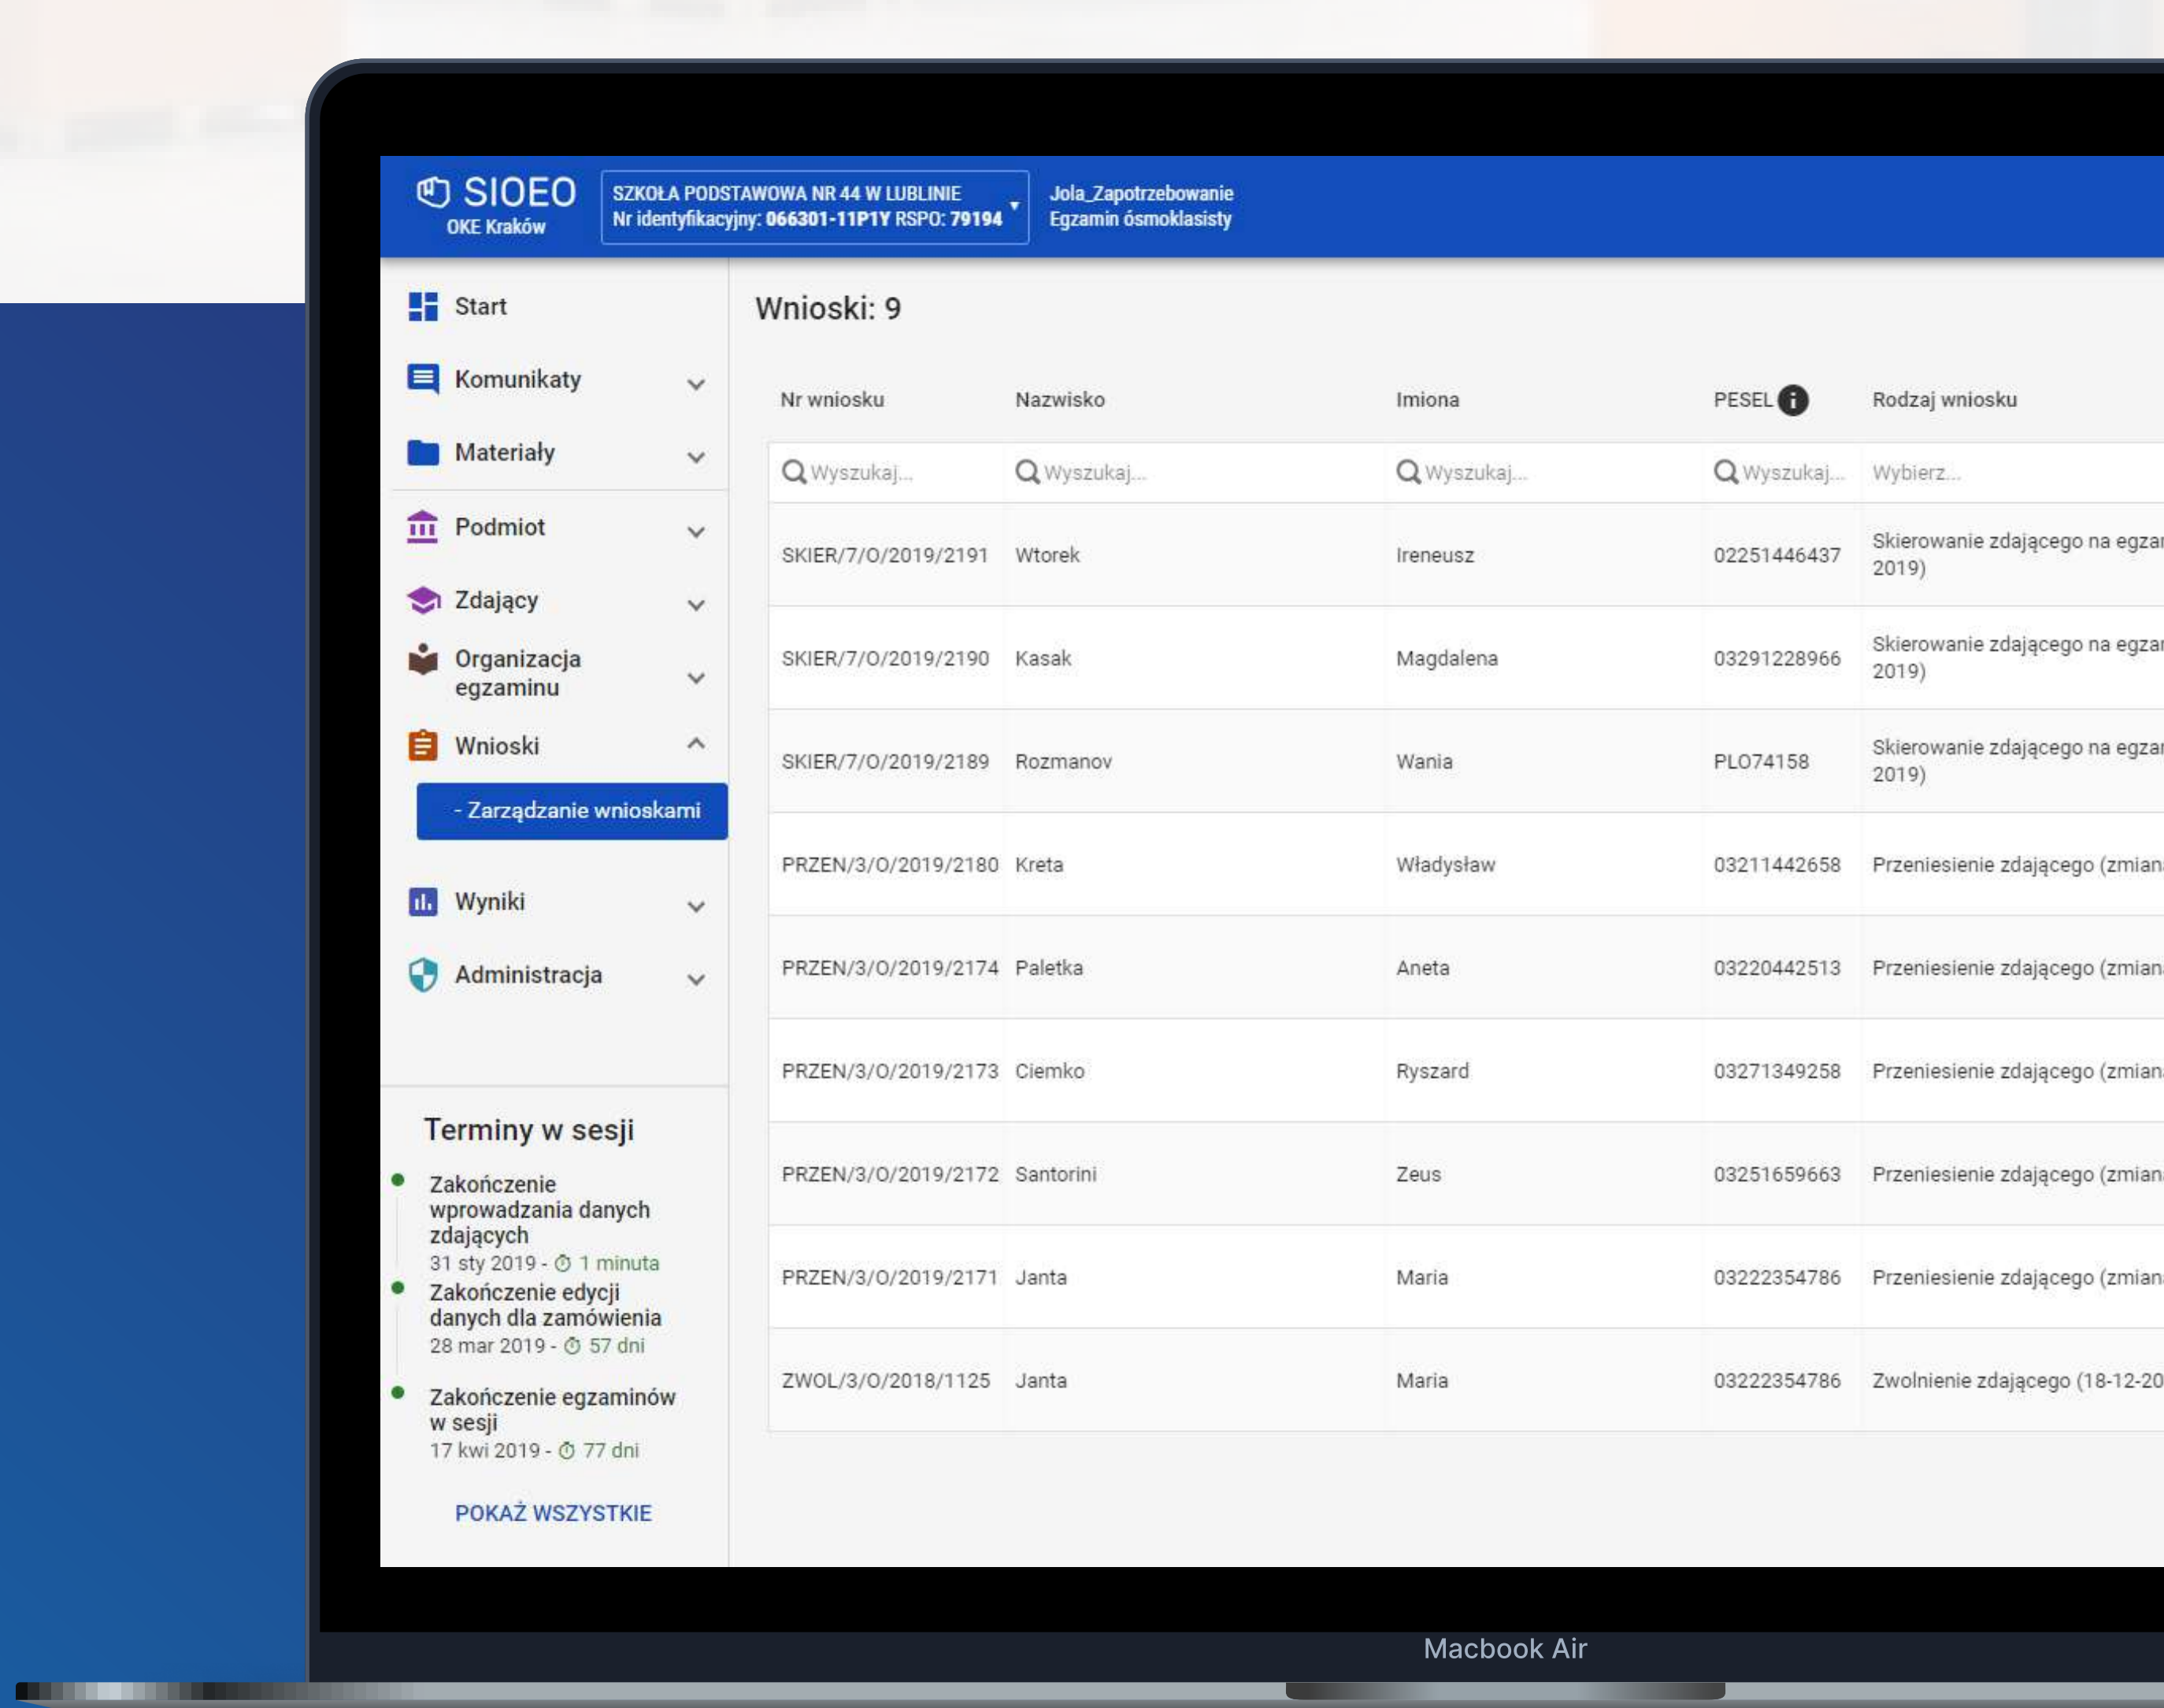 SIOEO
OKE Kraków
SZKOŁA PODSTAWOWA NR 44 W LUBLINIE
Nr identyfikacyjny: 066301-11P1Y RSPO: 79194
Jola_Zapotrzebowanie
Egzamin ósmoklasisty
Start
Komunikaty
Materiały
Podmiot
Zdający
Organizacja
egzaminu
Wnioski
- Zarządzanie wnioskami
Wyniki
Administracja
Terminy w sesji
Zakończenie
wprowadzania danych
zdających
31 sty 2019 - 1 minuta
Zakończenie edycji
danych dla zamówienia
28 mar 2019 - 57 dni
Zakończenie egzaminów
w sesji
17 kwi 2019 - 77 dni
POKAŻ WSZYSTKIE
Wnioski: 9
Nr wniosku Nazwisko Imiona PESEL i Rodzaj wniosku
Wyszukaj... Wyszukaj... Wyszukaj... Wyszukaj... Wybierz...
SKIER/7/O/2019/2191 Wtorek Ireneusz 02251446437 Skierowanie zdającego na egzam
2019)
SKIER/7/O/2019/2190 Kasak Magdalena 03291228966 Skierowanie zdającego na egzam
2019)
SKIER/7/O/2019/2189 Rozmanov Wania PLO74158 Skierowanie zdającego na egzam
2019)
PRZEN/3/O/2019/2180 Kreta Władysław 03211442658 Przeniesienie zdającego (zmiana
PRZEN/3/O/2019/2174 Paletka Aneta 03220442513 Przeniesienie zdającego (zmiana
PRZEN/3/O/2019/2173 Ciemko Ryszard 03271349258 Przeniesienie zdającego (zmiana
PRZEN/3/O/2019/2172 Santorini Zeus 03251659663 Przeniesienie zdającego (zmiana
PRZEN/3/O/2019/2171 Janta Maria 03222354786 Przeniesienie zdającego (zmiana
ZWOL/3/O/2018/1125 Janta Maria 03222354786 Zwolnienie zdającego (18-12-20
Macbook Air